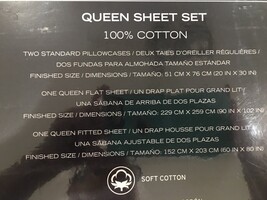 QUEEN SHEET SET
100% COTTON
TWO STANDARD PILLOWCASES / DEUX TAIES D'OREILLER RÉGULIÈRES /
DOS FUNDAS PARA ALMOHADA TAMAÑO ESTANDAR
FINISHED SIZE / DIMENSIONS / TAMAÑO: 51 CM X 76 CM (20 IN X 30 IN)
ONE QUEEN FLAT SHEET / UN DRAP PLAT POUR GRAND LIT /
UNA SÁBANA DE ARRIBA DE DOS PLAZAS
FINISHED SIZE / DIMENSIONS / TAMAÑO: 229 CM X 259 CM (90 IN X 102 IN)
ONE QUEEN FITTED SHEET / UN DRAP HOUSSE POUR GRAND LIT /
UNA SÁBANA AJUSTABLE DE DOS PLAZAS
FINISHED SIZE / DIMENSIONS / TAMAÑO: 152 CM X 203 CM (60 IN X 80 IN)
SOFT COTTON